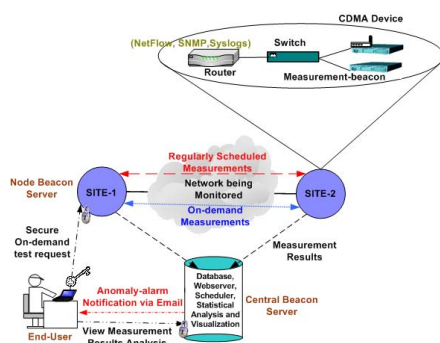 CDMA Device
(NetFlow, SNMP,Syslogs)
Switch
Router
Measurement-beacon
Regularly Scheduled
Measurements
Node Beacon
Server
SITE-1
Network being
Monitored
SITE-2
On-demand
Measurements
Secure
On-demand
test request
Measurement
Results
Database,
Webserver,
Scheduler,
Statistical
Analysis and
Visualization
Anomaly-alarm
Notification via Email
Central Beacon
Server
End-User
View Measurement
Results Analysis